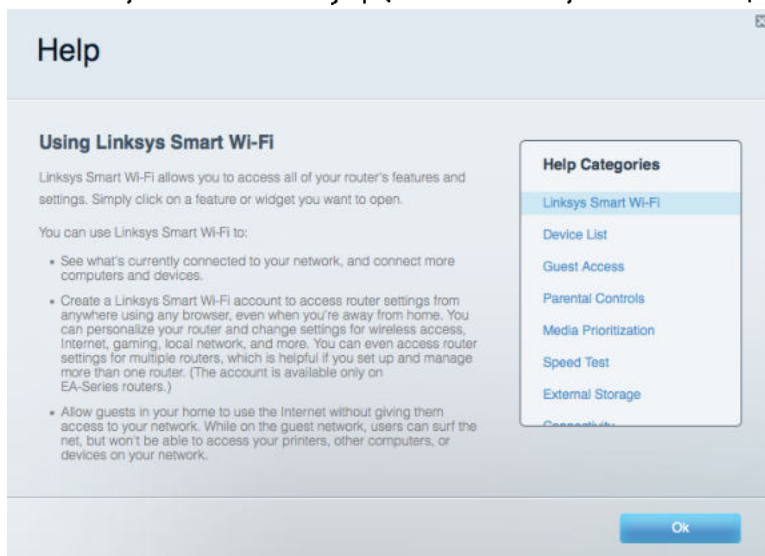 Help
Using Linksys Smart Wi-Fi
Linksys Smart Wi-Fi allows you to access all of your router's features and
settings. Simply click on a feature or widget you want to open.
You can use Linksys Smart Wi-Fi to:
• See what's currently connected to your network, and connect more
computers and devices.
• Create a Linksys Smart Wi-Fi account to access router settings from
anywhere using any browser, even when you're away from home. You
can personalize your router and change settings for wireless access,
Internet, gaming, local network, and more. You can even access router
settings for multiple routers, which is helpful if you set up and manage
more than one router. (The account is available only on
EA-Series routers.)
• Allow guests in your home to use the Internet without giving them
access to your network. While on the guest network, users can surf the
net, but won't be able to access your printers, other computers, or
devices on your network.
Help Categories
Linksys Smart Wi-Fi
Device List
Guest Access
Parental Controls
Media Prioritization
Speed Test
External Storage
Connectivity
Ok